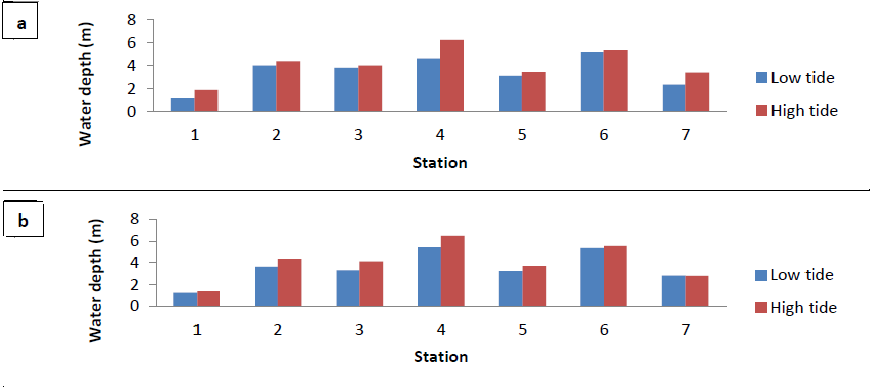 a
Water depth (m)
8
6
4
2
0
1 2 3 4 5 6 7
Station
Low tide
High tide
b
Water depth (m)
8
6
4
2
0
1 2 3 4 5 6 7
Station
Low tide
High tide